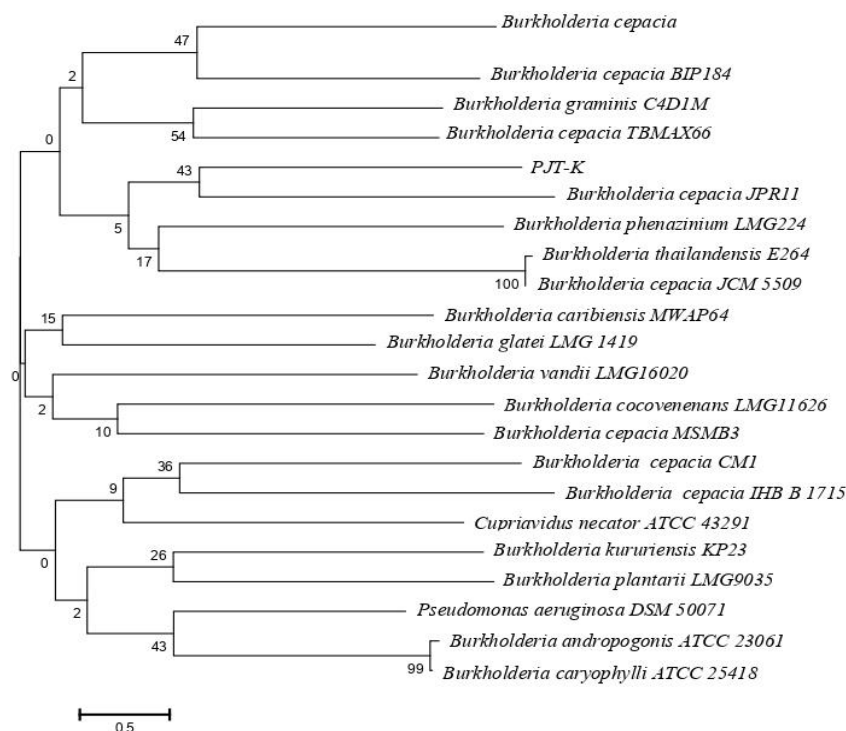 Burkholderia cepacia
47
Burkholderia cepacia BIP184
2
Burkholderia graminis C4D1M
54
Burkholderia cepacia TBMAX66
0
PJT-K
43
Burkholderia cepacia JPR11
5
Burkholderia phenazinium LMG224
17
Burkholderia thailandensis E264
100
Burkholderia cepacia JCM 5509
Burkholderia caribiensis MWAP64
15
Burkholderia glatei LMG 1419
0
Burkholderia vandii LMG16020
2
Burkholderia cocovenenans LMG11626
10
Burkholderia cepacia MSMB3
Burkholderia cepacia CM1
36
9
Burkholderia cepacia IHB B 1715
Cupriavidus necator ATCC 43291
0
Burkholderia kururiensis KP23
26
Burkholderia plantarii LMG9035
2
Pseudomonas aeruginosa DSM 50071
43
Burkholderia andropogonis ATCC 23061
99
Burkholderia caryophylli ATCC 25418
0.5